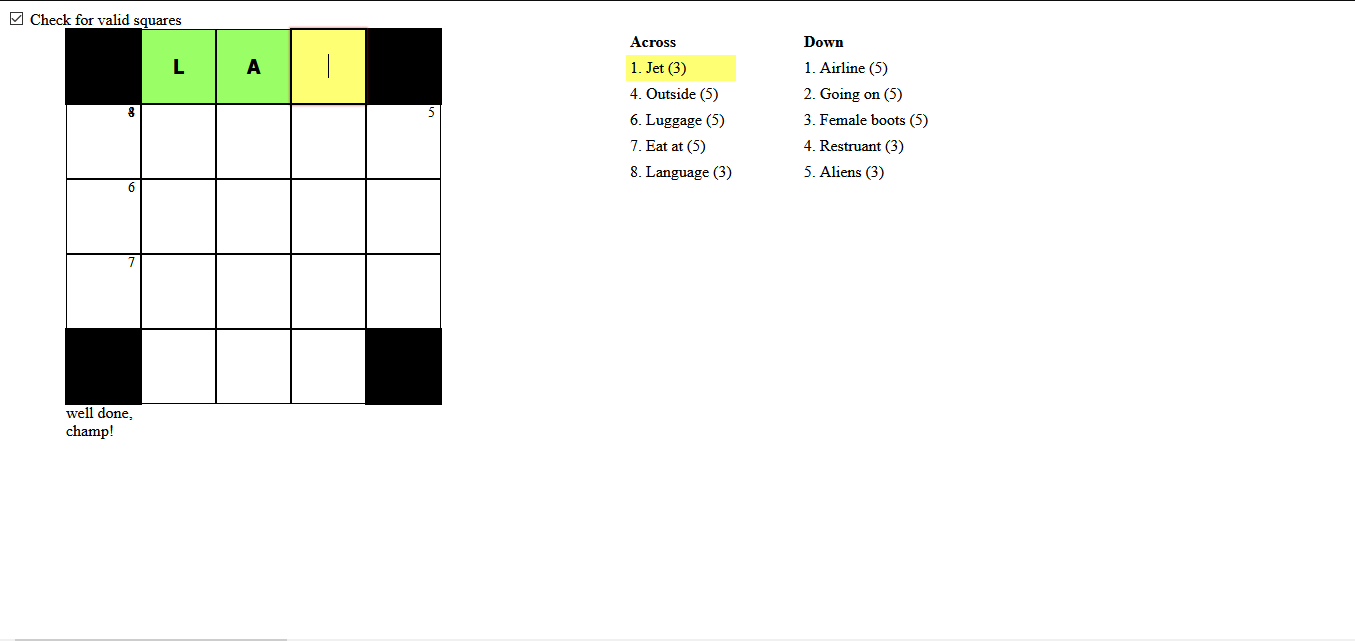 Check for valid squares
L A
5
6
7
well done,
champ!
Across
1. Jet (3)
4. Outside (5)
6. Luggage (5)
7. Eat at (5)
8. Language (3)
Down
1. Airline (5)
2. Going on (5)
3. Female boots (5)
4. Restruant (3)
5. Aliens (3)